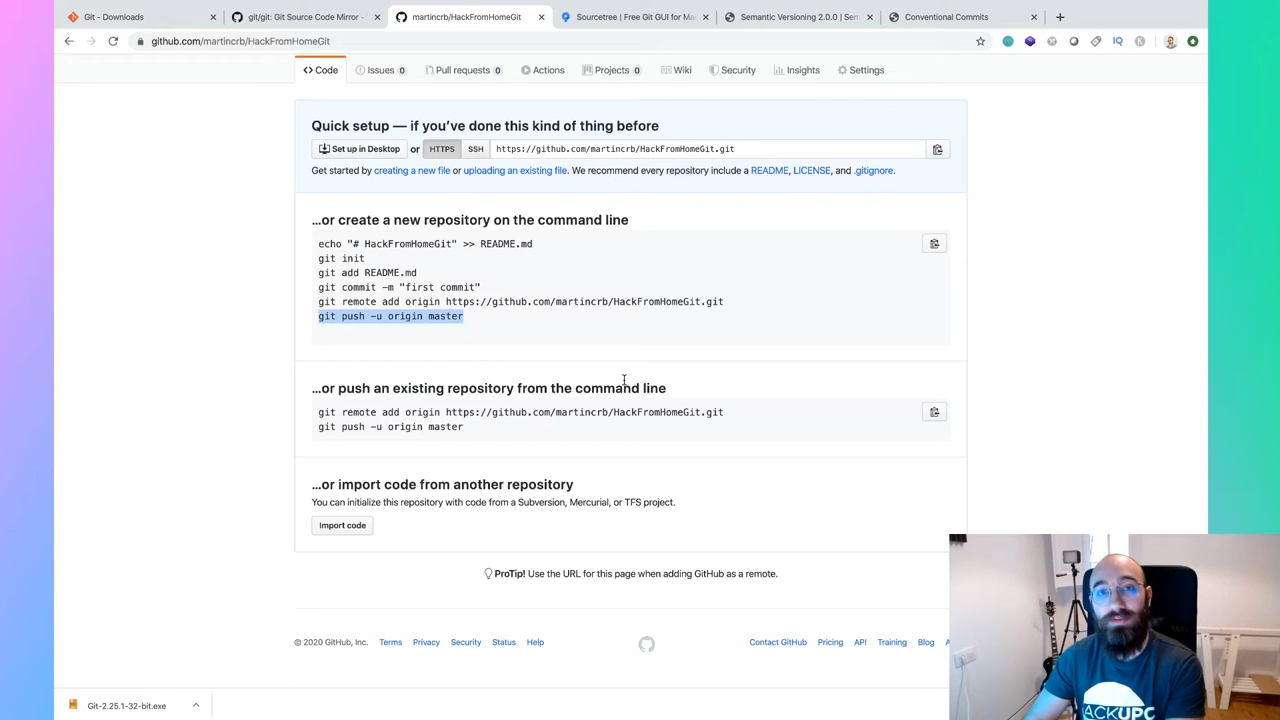 Git - Downloads
git/git: Git Source Code Mirror -
martincrb/HackFromHomeGit
Sourcetree | Free Git GUI for Ma
Semantic Versioning 2.0.0 | Sem
Conventional Commits
github.com/martincrb/HackFromHomeGit
IQ
Code
Issues 0
Pull requests 0
Actions
Projects 0
Wiki
Security
Insights
Settings
Quick setup — if you've done this kind of thing before
Set up in Desktop or HTTPS SSH https://github.com/martincrb/HackFromHomeGit.git
Get started by creating a new file or uploading an existing file. We recommend every repository include a README, LICENSE, and .gitignore.
…or create a new repository on the command line
echo "# HackFromHomeGit" >> README.md
git init
git add README.md
git commit -m "first commit"
git remote add origin https://github.com/martincrb/HackFromHomeGit.git
git push -u origin master
…or push an existing repository from the command line
git remote add origin https://github.com/martincrb/HackFromHomeGit.git
git push -u origin master
…or import code from another repository
You can initialize this repository with code from a Subversion, Mercurial, or TFS project.
Import code
ProTip! Use the URL for this page when adding GitHub as a remote.
© 2020 GitHub, Inc.
Terms
Privacy
Security
Status
Help
Contact GitHub
Pricing
API
Training
Blog
A
Git-2.25.1-32-bit.exe
ACKUPC